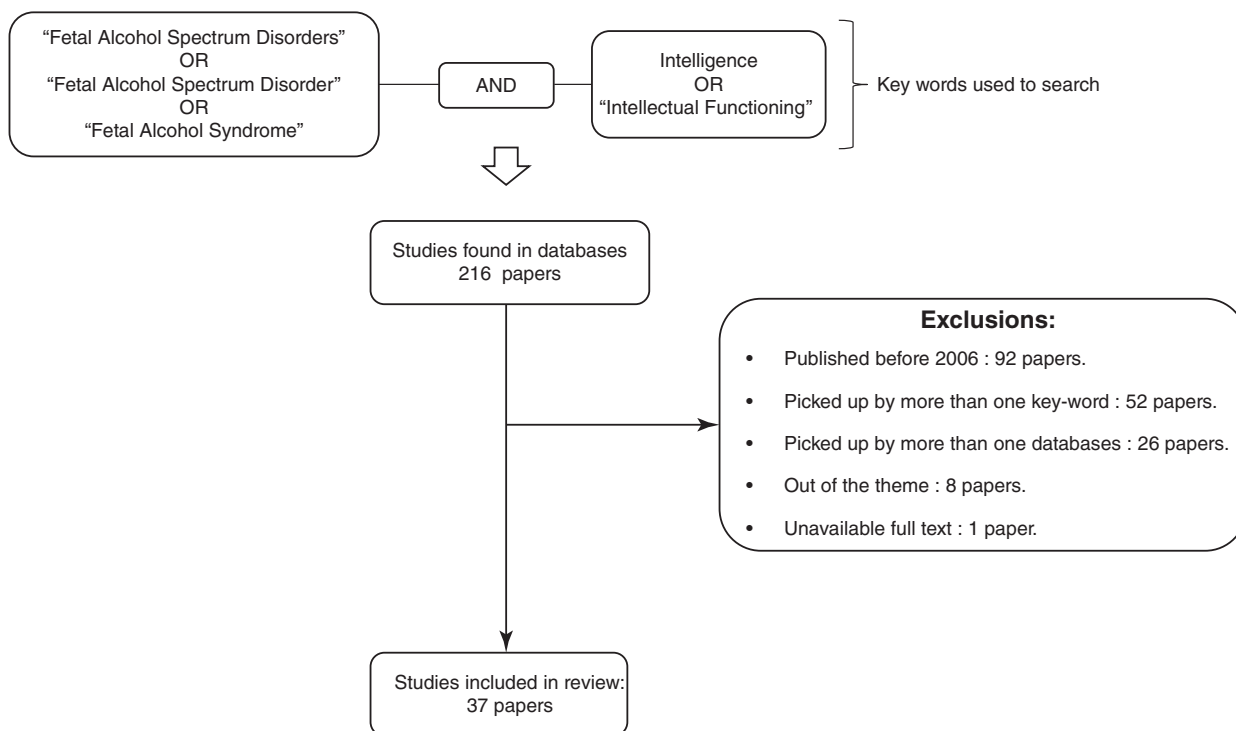 “Fetal Alcohol Spectrum Disorders”
OR
“Fetal Alcohol Spectrum Disorder”
OR
“Fetal Alcohol Syndrome”
AND
Intelligence
OR
“Intellectual Functioning”
Key words used to search
Studies found in databases
216 papers
Exclusions:
• Published before 2006 : 92 papers.
• Picked up by more than one key-word : 52 papers.
• Picked up by more than one databases : 26 papers.
• Out of the theme : 8 papers.
• Unavailable full text : 1 paper.
Studies included in review:
37 papers